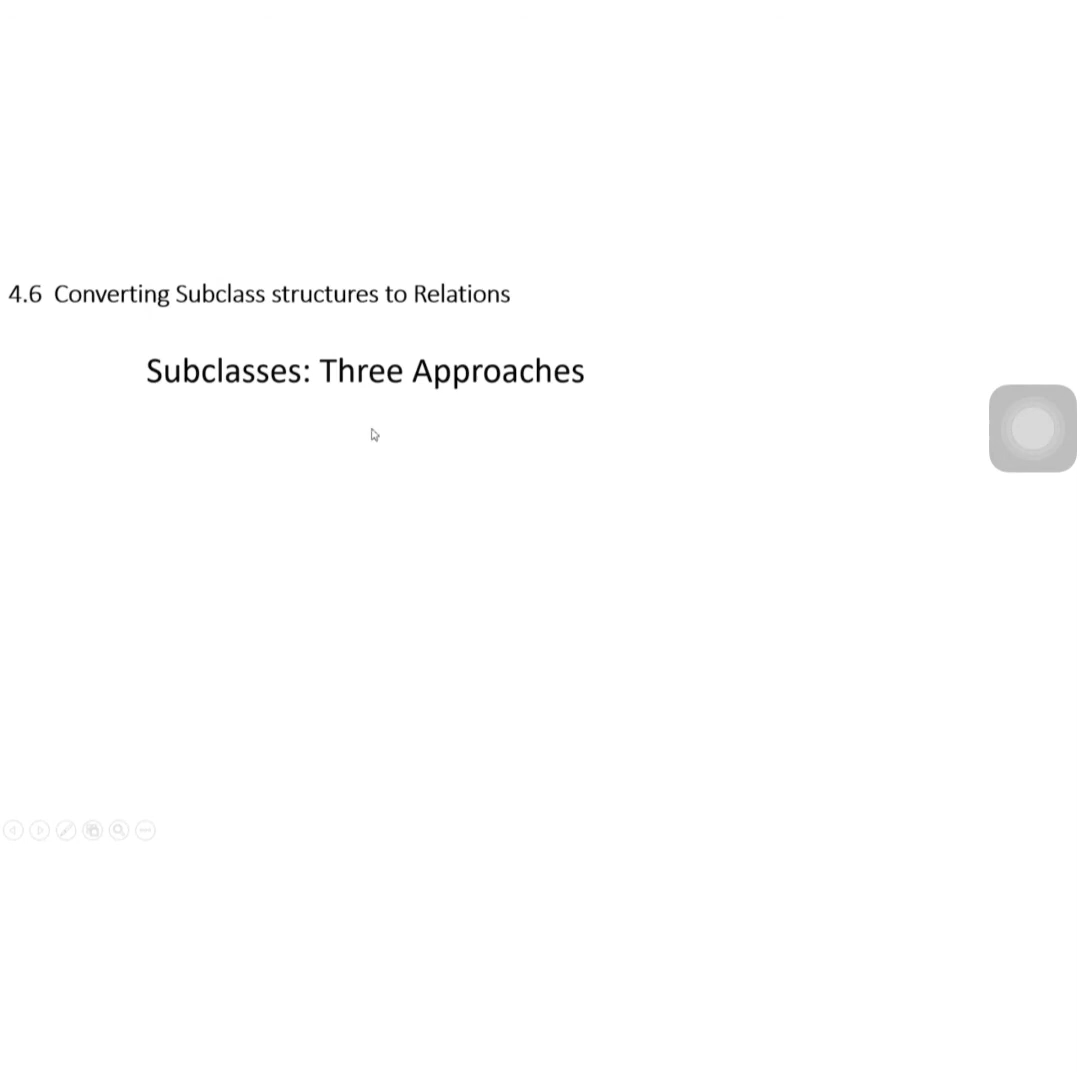 4.6 Converting Subclass structures to Relations
Subclasses: Three Approaches